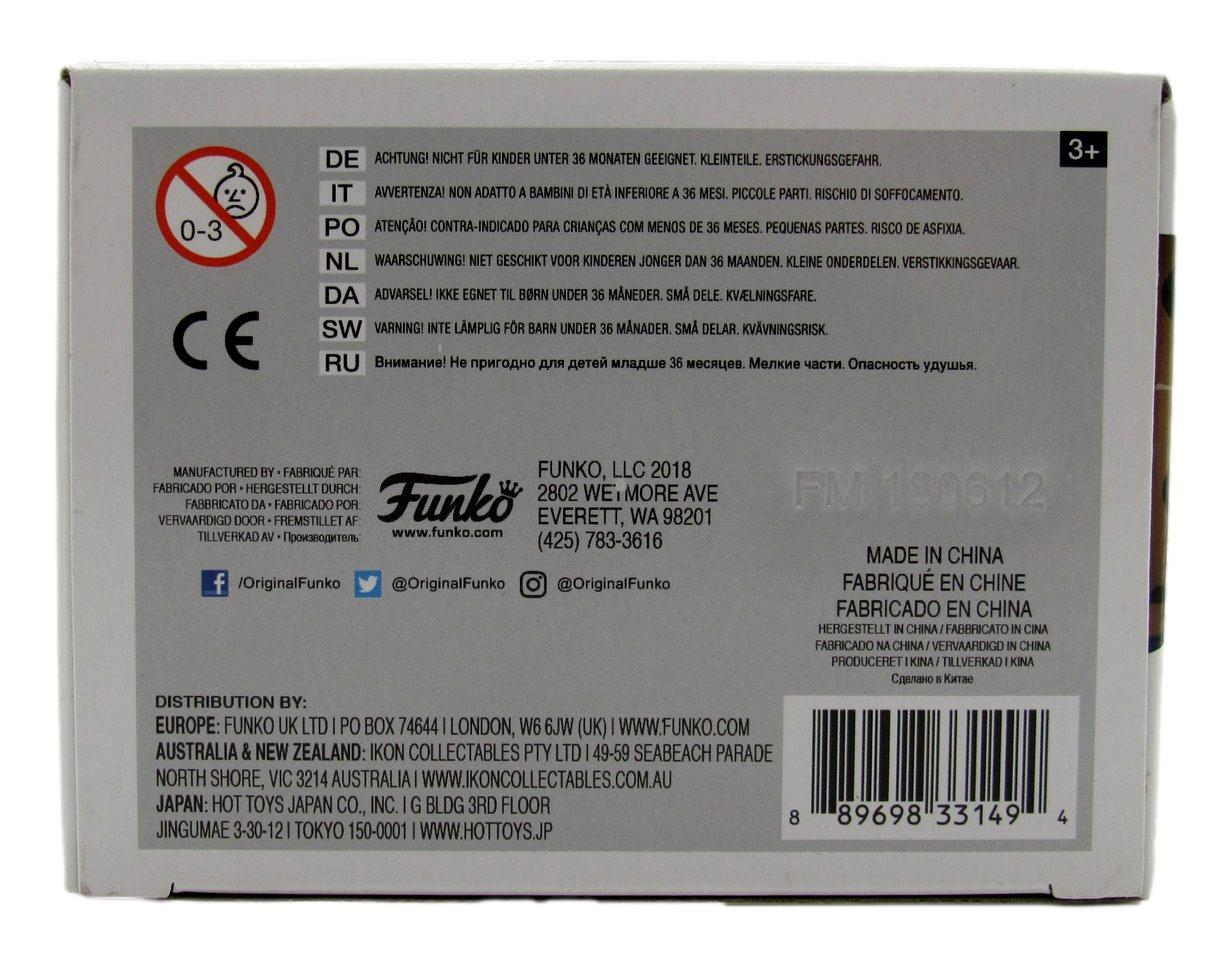 3+
0-3
DE ACHTUNG! NICHT FÜR KINDER UNTER 36 MONATEN GEEIGNET. KLEINTEILE. ERSTICKUNGSGEFAHR.
IT AVVERTENZA! NON ADATTO A BAMBINI DI ETÀ INFERIORE A 36 MESI. PICCOLE PARTI. RISCHIO DI SOFFOCAMENTO.
PO ATENÇÃO! CONTRA-INDICADO PARA CRIANÇAS COM MENOS DE 36 MESES. PEQUENAS PARTES. RISCO DE ASFIXIA.
NL WAARSCHUWING! NIET GESCHIKT VOOR KINDEREN JONGER DAN 36 MAANDEN. KLEINE ONDERDELEN. VERSTIKKINGSGEVAAR.
DA ADVARSEL! IKKE EGNET TIL BØRN UNDER 36 MÅNEDER. SMÅ DELE. KVÆLNINGSFARE.
SW VARNING! INTE LÄMPLIG FÖR BARN UNDER 36 MÅNADER. SMÅ DELAR. KVÄVNINGSRISK.
RU Внимание! Не пригодно для детей младше 36 месяцев. Мелкие части. Опасность удушья.
CE
MANUFACTURED BY • FABRIQUÉ PAR:
FABRICADO POR • HERGESTELLT DURCH:
FABBRICATO DA • FABRICADO POR:
VERVAARDIGD DOOR • FREMSTILLET AF:
TILLVERKAD AV • Производитель:
Funko
www.funko.com
FUNKO, LLC 2018
2802 WETMORE AVE
EVERETT, WA 98201
(425) 783-3616
FM 180612
/OriginalFunko @OriginalFunko @OriginalFunko
MADE IN CHINA
FABRIQUÉ EN CHINE
FABRICADO EN CHINA
HERGESTELLT IN CHINA / FABBRICATO IN CINA
FABRICADO NA CHINA / VERVAARDIGD IN CHINA
PRODUCERET I KINA / TILLVERKAD I KINA
Сделано в Китае
DISTRIBUTION BY:
EUROPE: FUNKO UK LTD | PO BOX 74644 | LONDON, W6 6JW (UK) | WWW.FUNKO.COM
AUSTRALIA & NEW ZEALAND: IKON COLLECTABLES PTY LTD | 49-59 SEABEACH PARADE
NORTH SHORE, VIC 3214 AUSTRALIA | WWW.IKONCOLLECTABLES.COM.AU
JAPAN: HOT TOYS JAPAN CO., INC. | G BLDG 3RD FLOOR
JINGUMAE 3-30-12 | TOKYO 150-0001 | WWW.HOTTOYS.JP
8 89698 33149 4